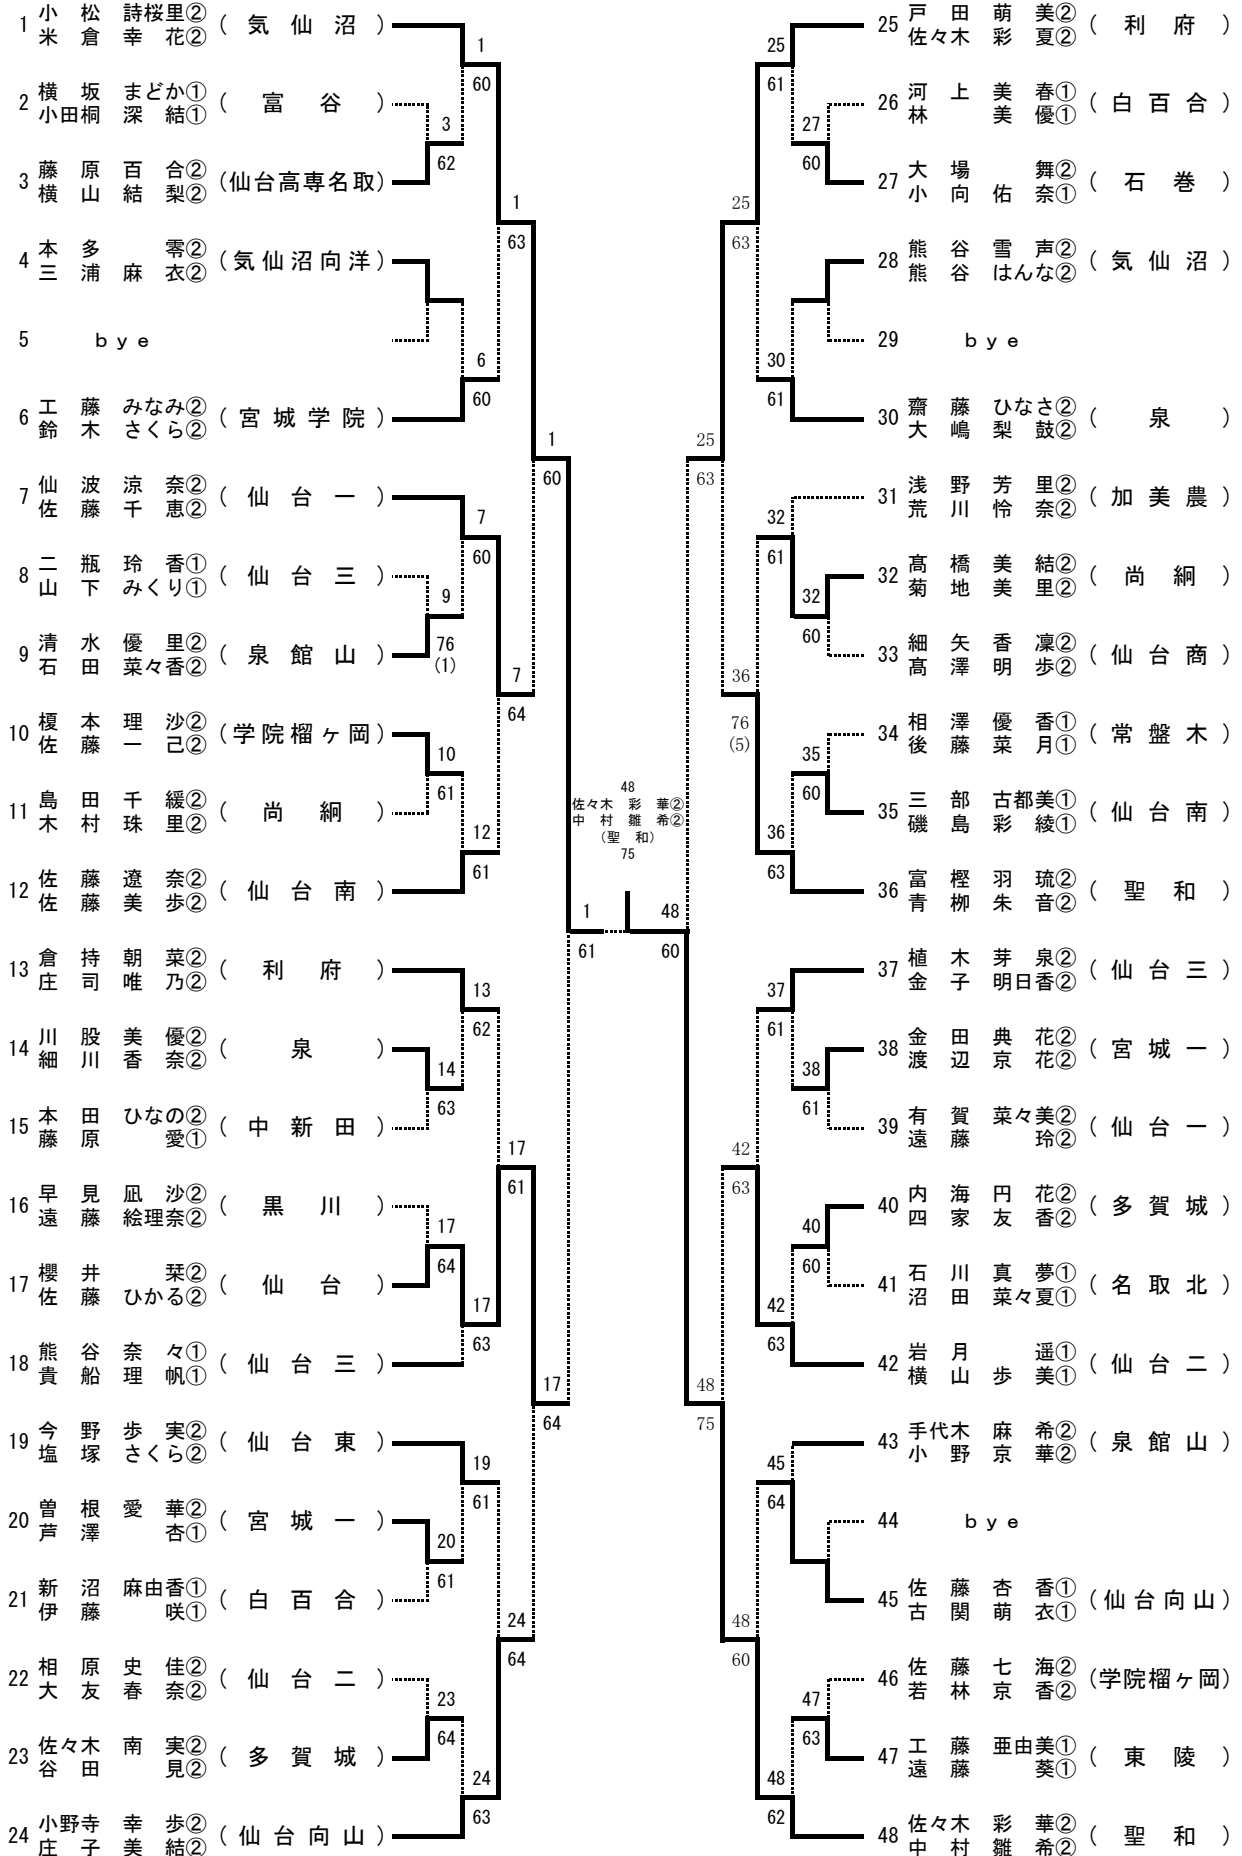 1 小松 詩桜里② (気仙沼)
米倉 幸花②
1
60
2 横坂 まどか① (富谷)
小田桐 深結①
3
62
3 藤原 百合② (仙台高専名取)
横山 結梨②
1
63
4 本多 零② (気仙沼向洋)
三浦 麻衣②
5 bye
6
60
6 工藤 みなみ② (宮城学院)
鈴木 さくら②
1
60
7 仙波 涼奈② (仙台一)
佐藤 千恵②
7
60
8 二瓶 玲香① (仙台三)
山下 みくり①
9
76
(1)
9 清水 優里② (泉館山)
石田 菜々香②
7
64
10 榎本 理沙② (学院榴ヶ岡)
佐藤 一己②
10
61
11 島田 千緩② (尚絅)
木村 珠里②
12
61
12 佐藤 遼奈② (仙台南)
佐藤 美歩②
1
61
13 倉持 朝菜② (利府)
庄司 唯乃②
13
62
14 川股 美優② (泉)
細川 香奈②
14
63
15 本田 ひなの② (中新田)
藤原 愛①
17
61
16 早見 凪沙② (黒川)
遠藤 絵理奈②
17
64
17 櫻井 栞② (仙台)
佐藤 ひかる②
17
63
18 熊谷 奈々① (仙台三)
貴船 理帆①
17
64
19 今野 歩実② (仙台東)
塩塚 さくら②
19
61
20 曽根 愛華② (宮城一)
芦澤 杏①
20
61
21 新沼 麻由香① (白百合)
伊藤 咲①
24
64
22 相原 史佳② (仙台二)
大友 春奈②
23
64
23 佐々木 南実② (多賀城)
谷田 見②
24
63
24 小野寺 幸歩② (仙台向山)
庄子 美結②
48
佐々木 彩華②
中村 雛希②
(聖和)
75
25 戸田 萌美② (利府)
佐々木 彩夏②
25
61
26 河上 美春① (白百合)
林 美優①
27
60
27 大場 舞② (石巻)
小向 佑奈①
25
63
28 熊谷 雪声② (気仙沼)
熊谷 はんな②
29 bye
30
61
30 齋藤 ひなさ② (泉)
大嶋 梨鼓②
25
63
31 浅野 芳里② (加美農)
荒川 怜奈②
32
61
32 髙橋 美結② (尚絅)
菊地 美里②
32
60
33 細矢 香凜② (仙台商)
髙澤 明歩②
36
76
(5)
34 相澤 優香① (常盤木)
後藤 菜月①
35
60
35 三部 古都美① (仙台南)
磯島 彩綾①
36
63
36 富樫 羽琉② (聖和)
青栁 朱音②
48
60
37 植木 芽泉② (仙台三)
金子 明日香②
37
61
38 金田 典花② (宮城一)
渡辺 京花②
38
61
39 有賀 菜々美② (仙台一)
遠藤 玲②
42
63
40 内海 円花② (多賀城)
四家 友香②
40
60
41 石川 真夢① (名取北)
沼田 菜々夏①
42
63
42 岩月 遥① (仙台二)
横山 歩美①
48
75
43 手代木 麻希② (泉館山)
小野 京華②
45
64
44 bye
45 佐藤 杏香① (仙台向山)
古関 萌衣①
48
60
46 佐藤 七海② (学院榴ヶ岡)
若林 京香②
47
63
47 工藤 亜由美① (東陵)
遠藤 葵①
48
62
48 佐々木 彩華② (聖和)
中村 雛希②